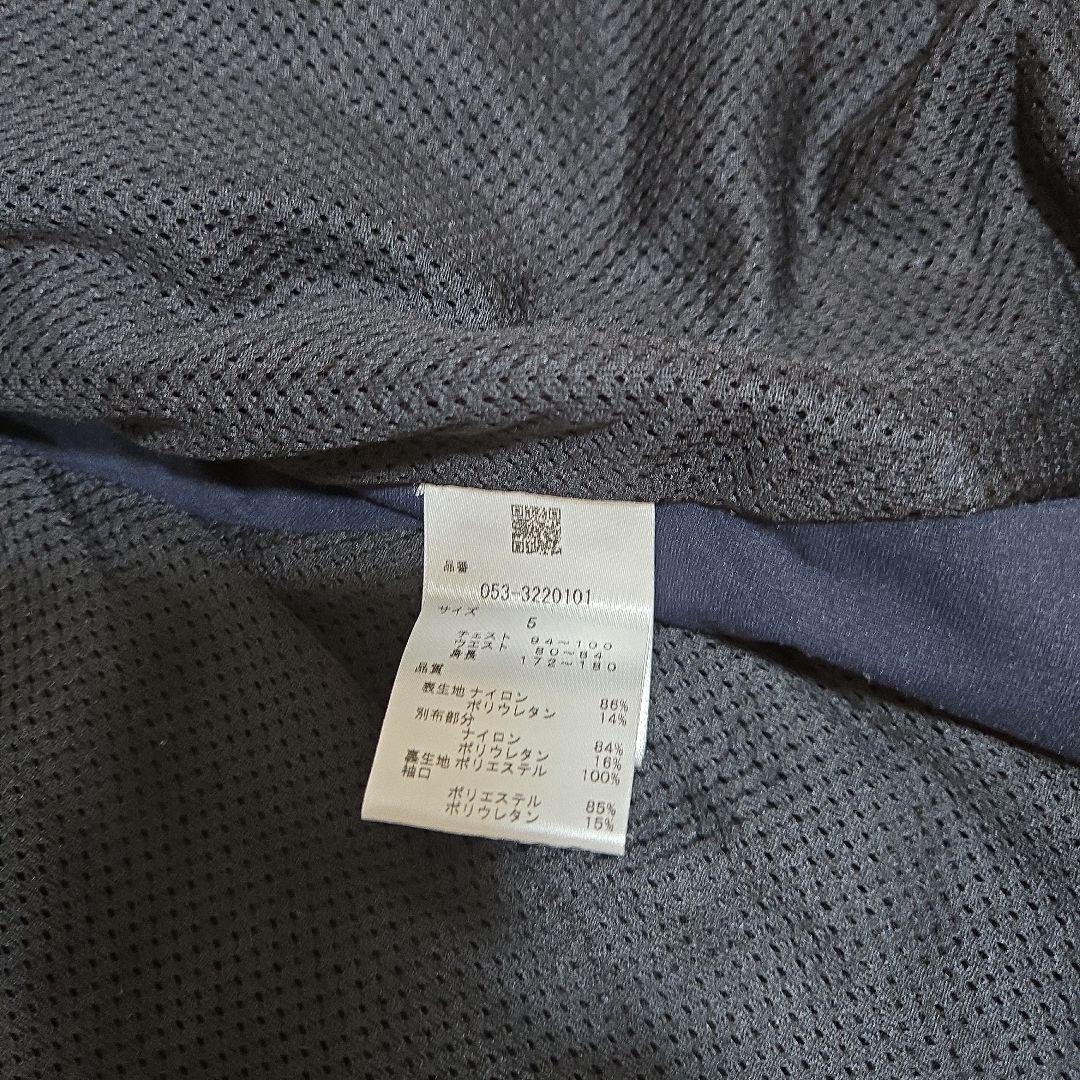 品番
053-3220101
サイズ
5
チェスト 94～100
ウエスト 80～84
身長 172～180
品質
表生地 ナイロン 86%
ポリウレタン 14%
別布部分
ナイロン 84%
ポリウレタン 16%
裏生地 ポリエステル 100%
袖口
ポリエステル 85%
ポリウレタン 15%